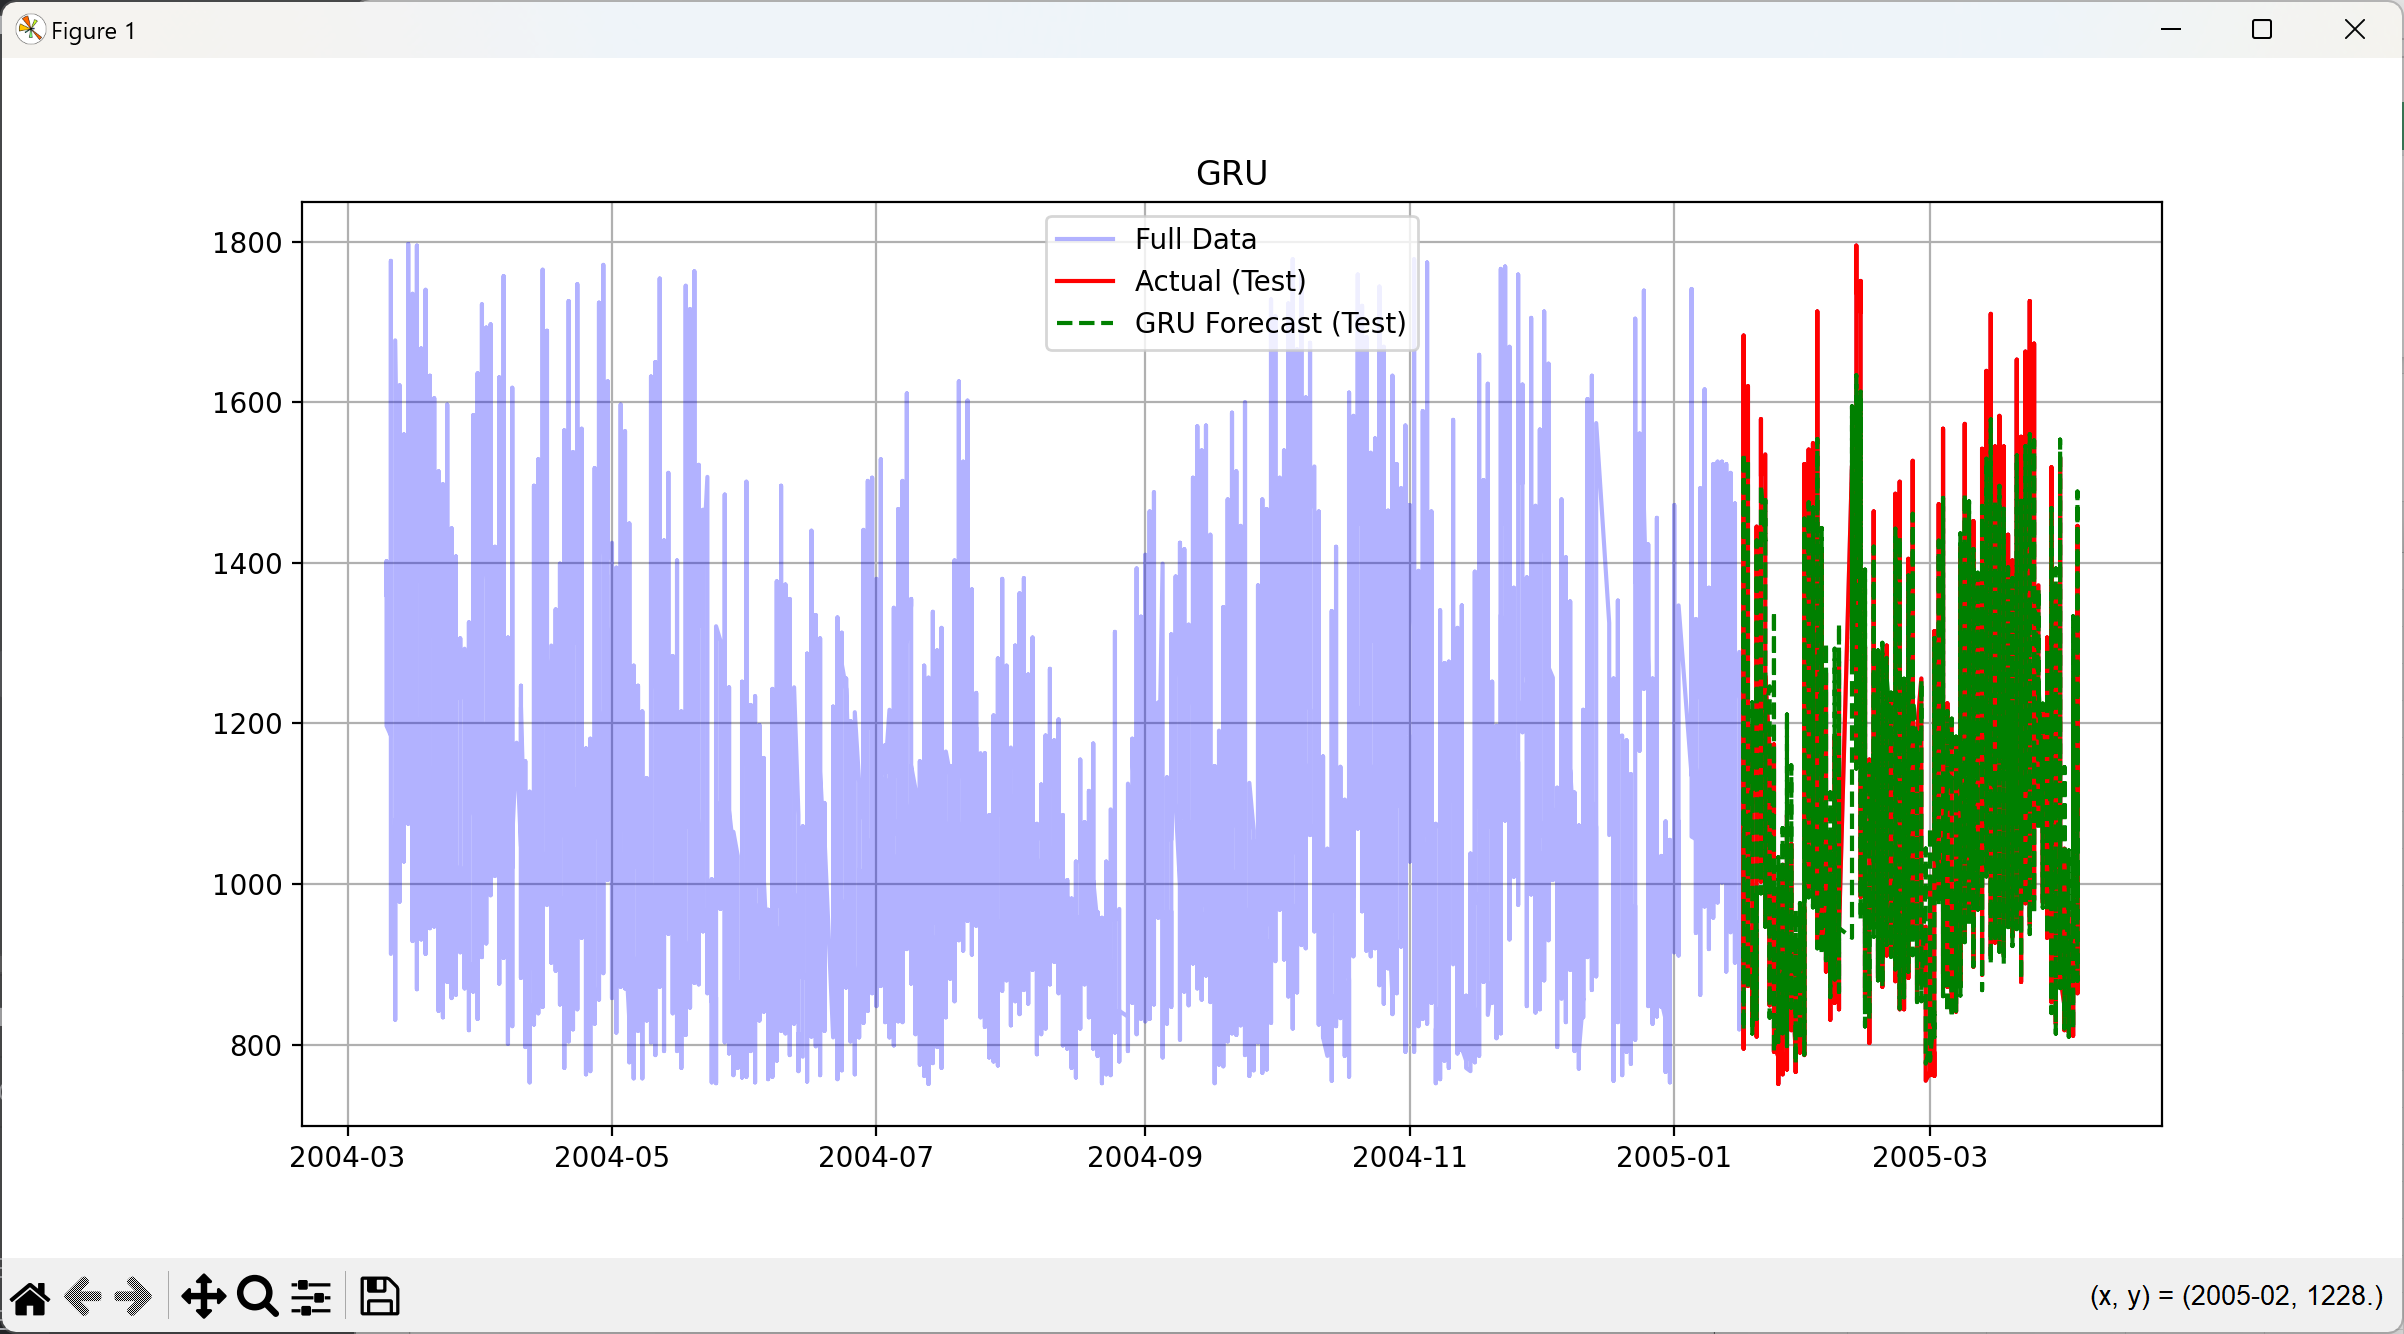 Figure 1
GRU
Full Data
Actual (Test)
GRU Forecast (Test)
1800
1600
1400
1200
1000
800
2004-03 2004-05 2004-07 2004-09 2004-11 2005-01 2005-03
(x, y) = (2005-02, 1228.)